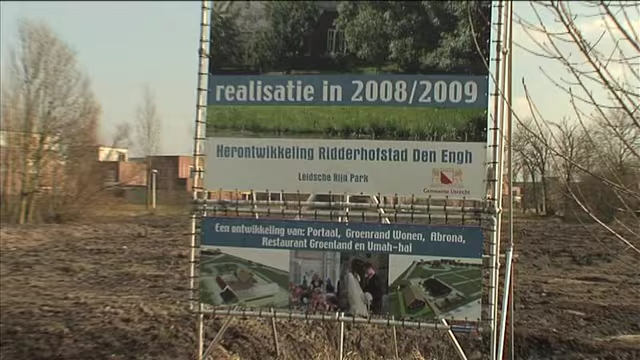 realisatie in 2008/2009
Herontwikkeling Ridderhofstad Den Engh
Leidsche Rijn Park
Gemeente Utrecht
Een ontwikkeling van: Portaal, Groenrand Wonen, Abrona,
Restaurant Groenland en Umah-hai